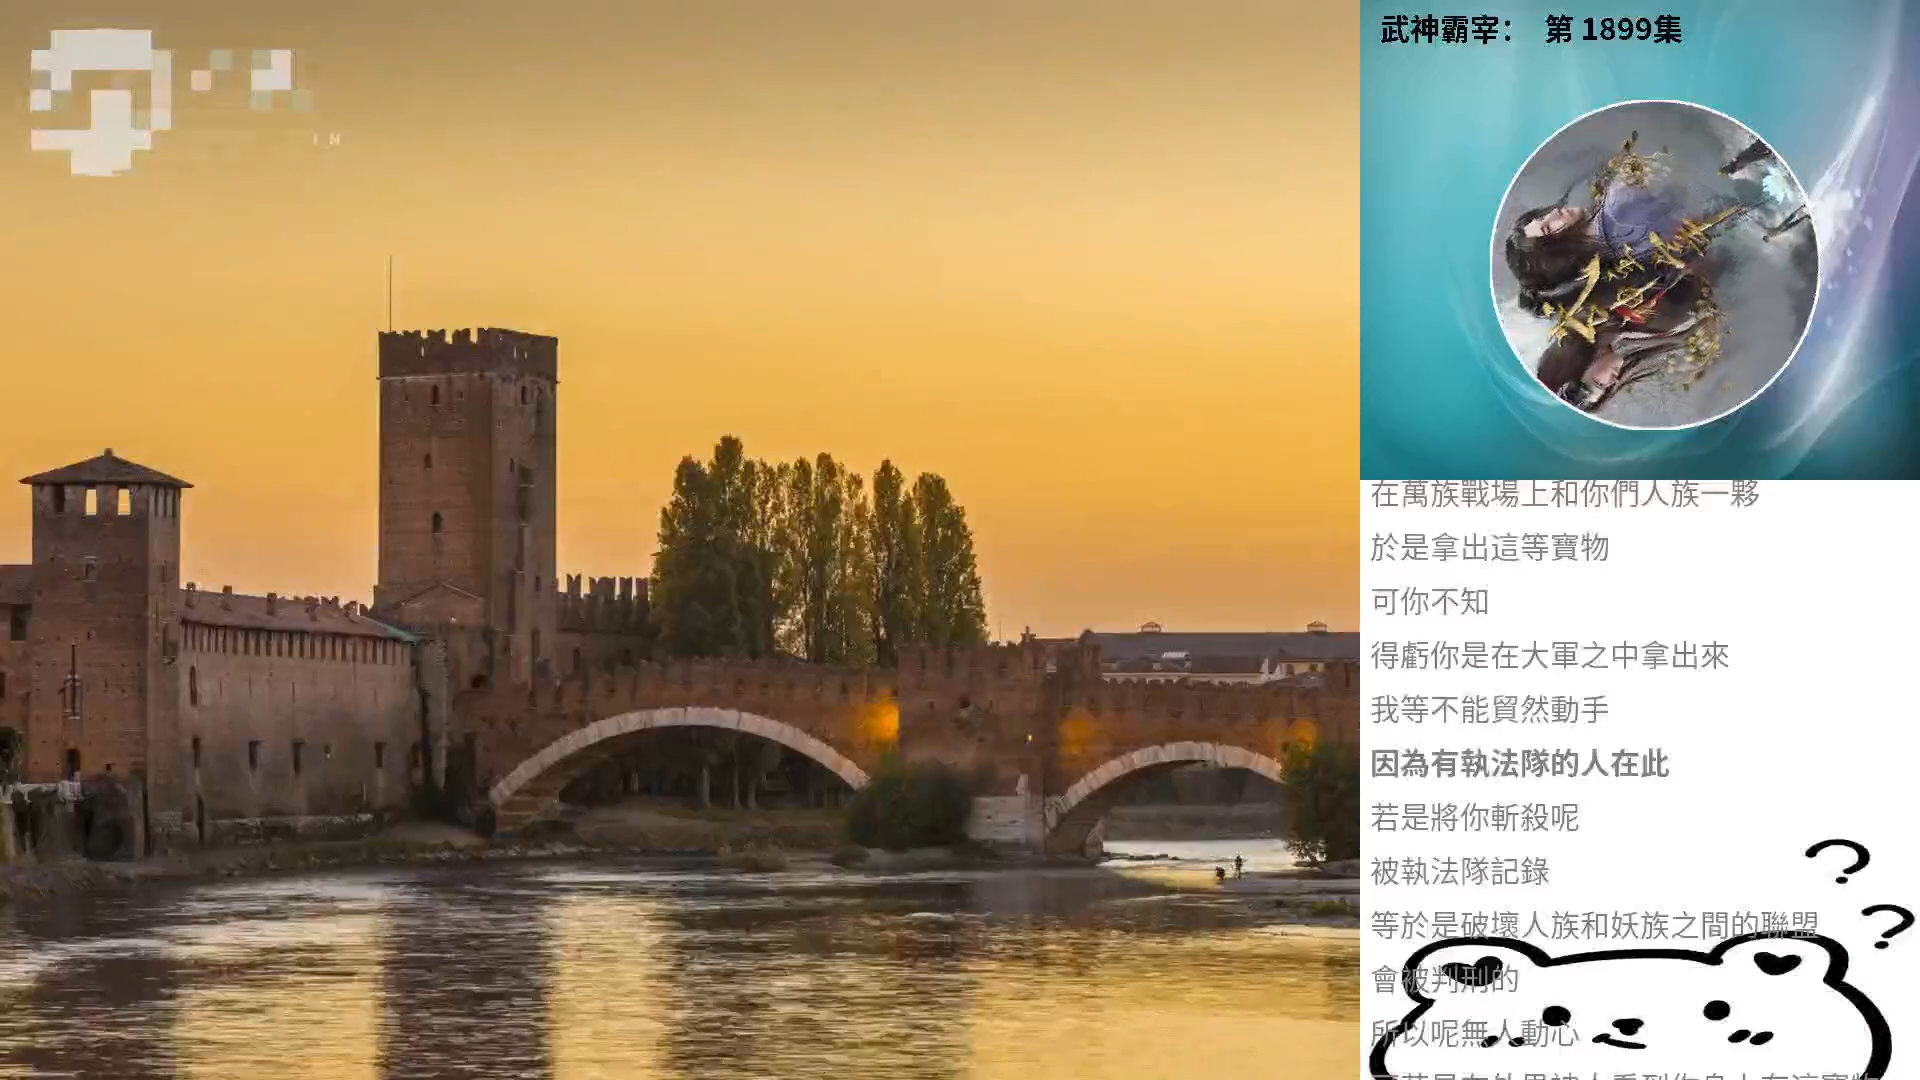 IN
武神霸宰： 第 1899集
在萬族戰場上和你們人族一夥
於是拿出這等寶物
可你不知
得虧你是在大軍之中拿出來
我等不能貿然動手
因為有執法隊的人在此
若是將你斬殺呢
被執法隊記錄
等於是破壞人族和妖族之間的聯盟
會被判刑的
所以呢無人動心